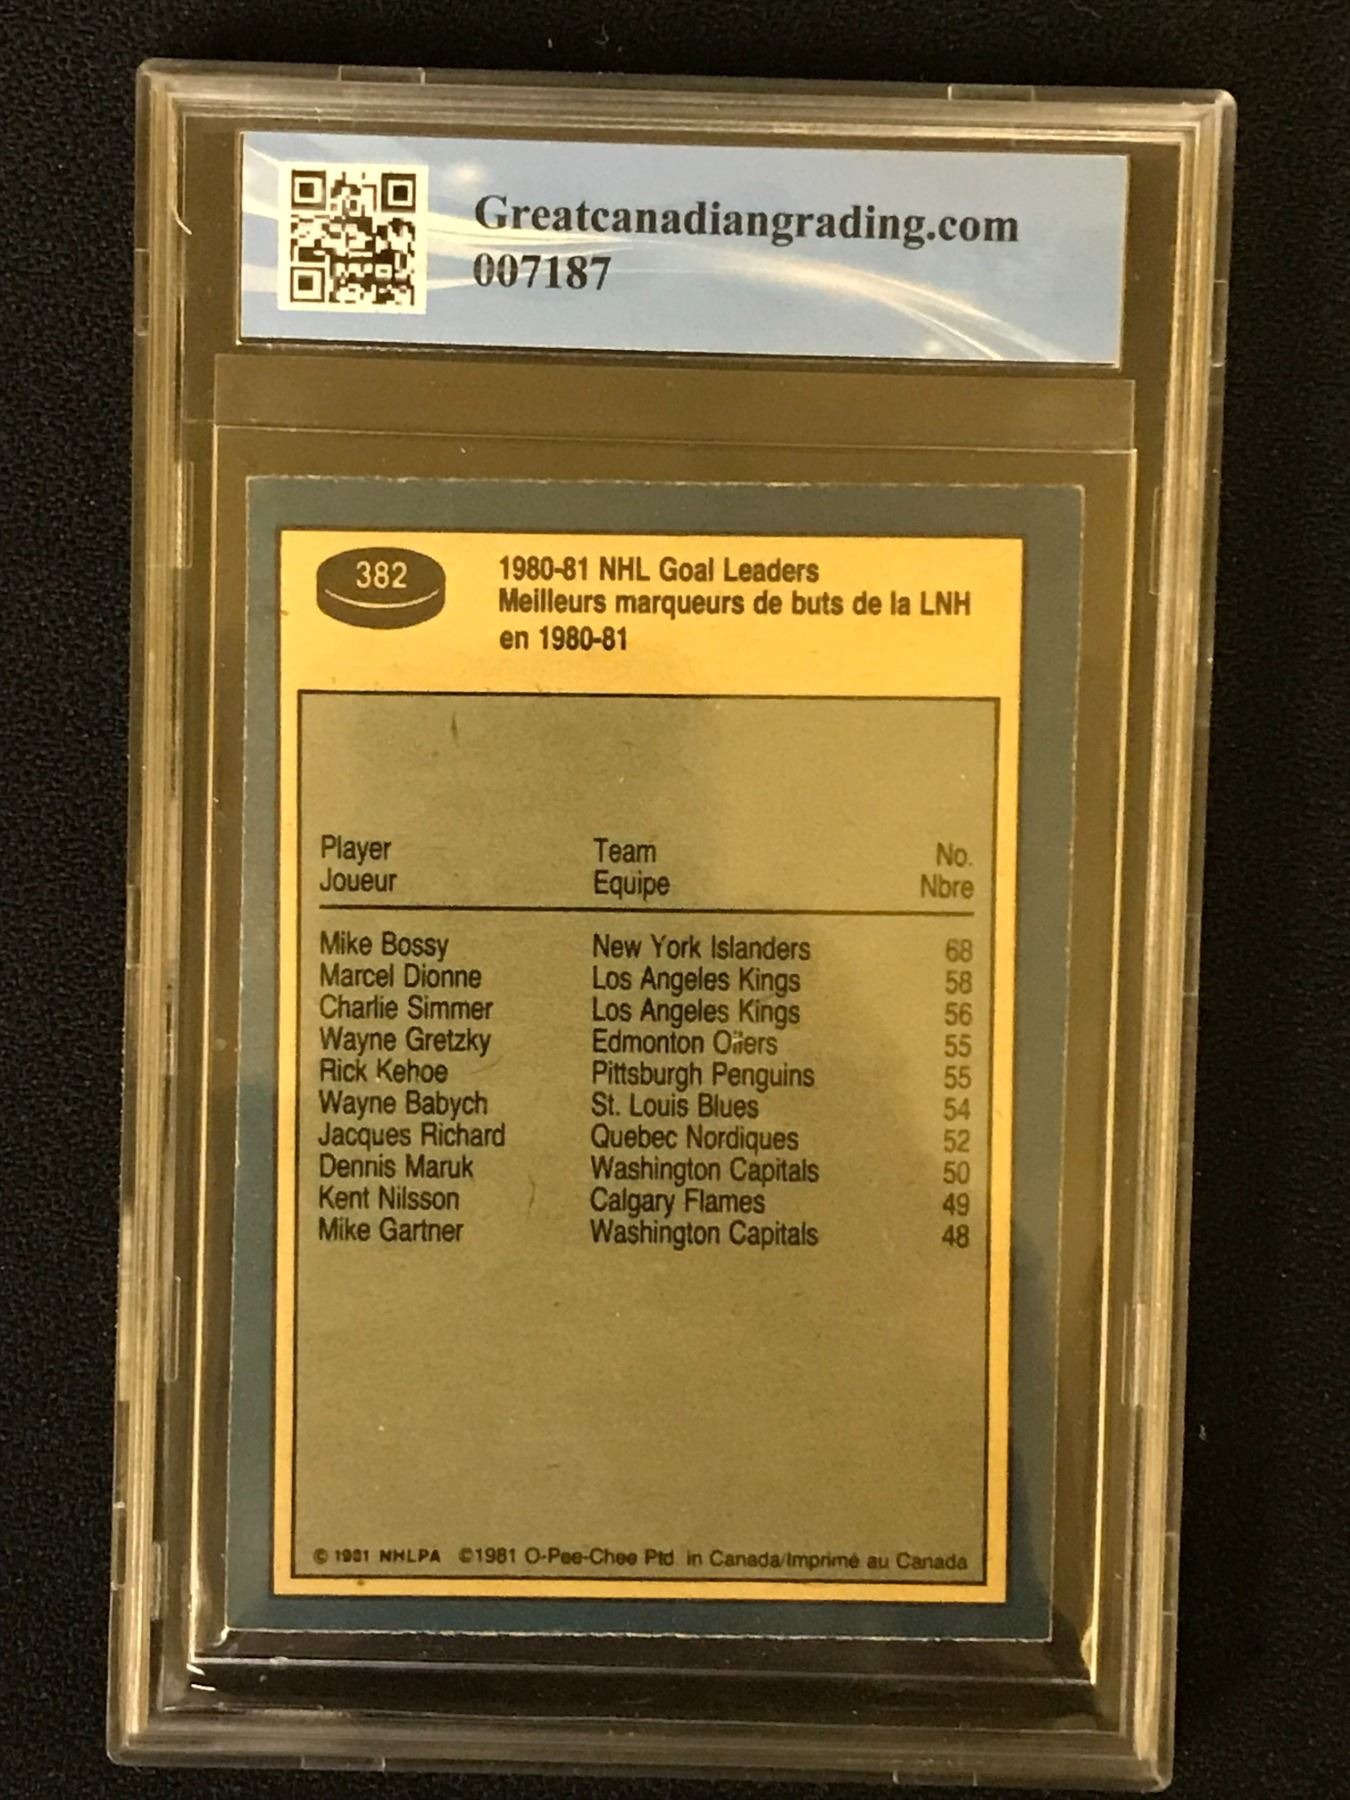 Greatcanadiangrading.com
007187
382
1980-81 NHL Goal Leaders
Meilleurs marqueurs de buts de la LNH
en 1980-81
Player Team No.
Joueur Equipe Nbre
Mike Bossy New York Islanders 68
Marcel Dionne Los Angeles Kings 58
Charlie Simmer Los Angeles Kings 56
Wayne Gretzky Edmonton Oilers 55
Rick Kehoe Pittsburgh Penguins 55
Wayne Babych St. Louis Blues 54
Jacques Richard Quebec Nordiques 52
Dennis Maruk Washington Capitals 50
Kent Nilsson Calgary Flames 49
Mike Gartner Washington Capitals 48
© 1981 NHLPA ©1981 O-Pee-Chee Ptd. in Canada/Imprimé au Canada